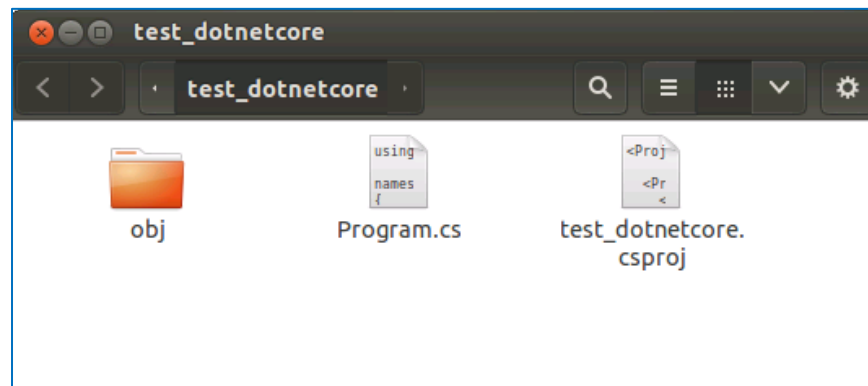 test_dotnetcore
test_dotnetcore
using
names
{
<Proj
<Pr
<
obj
Program.cs
test_dotnetcore.
csproj